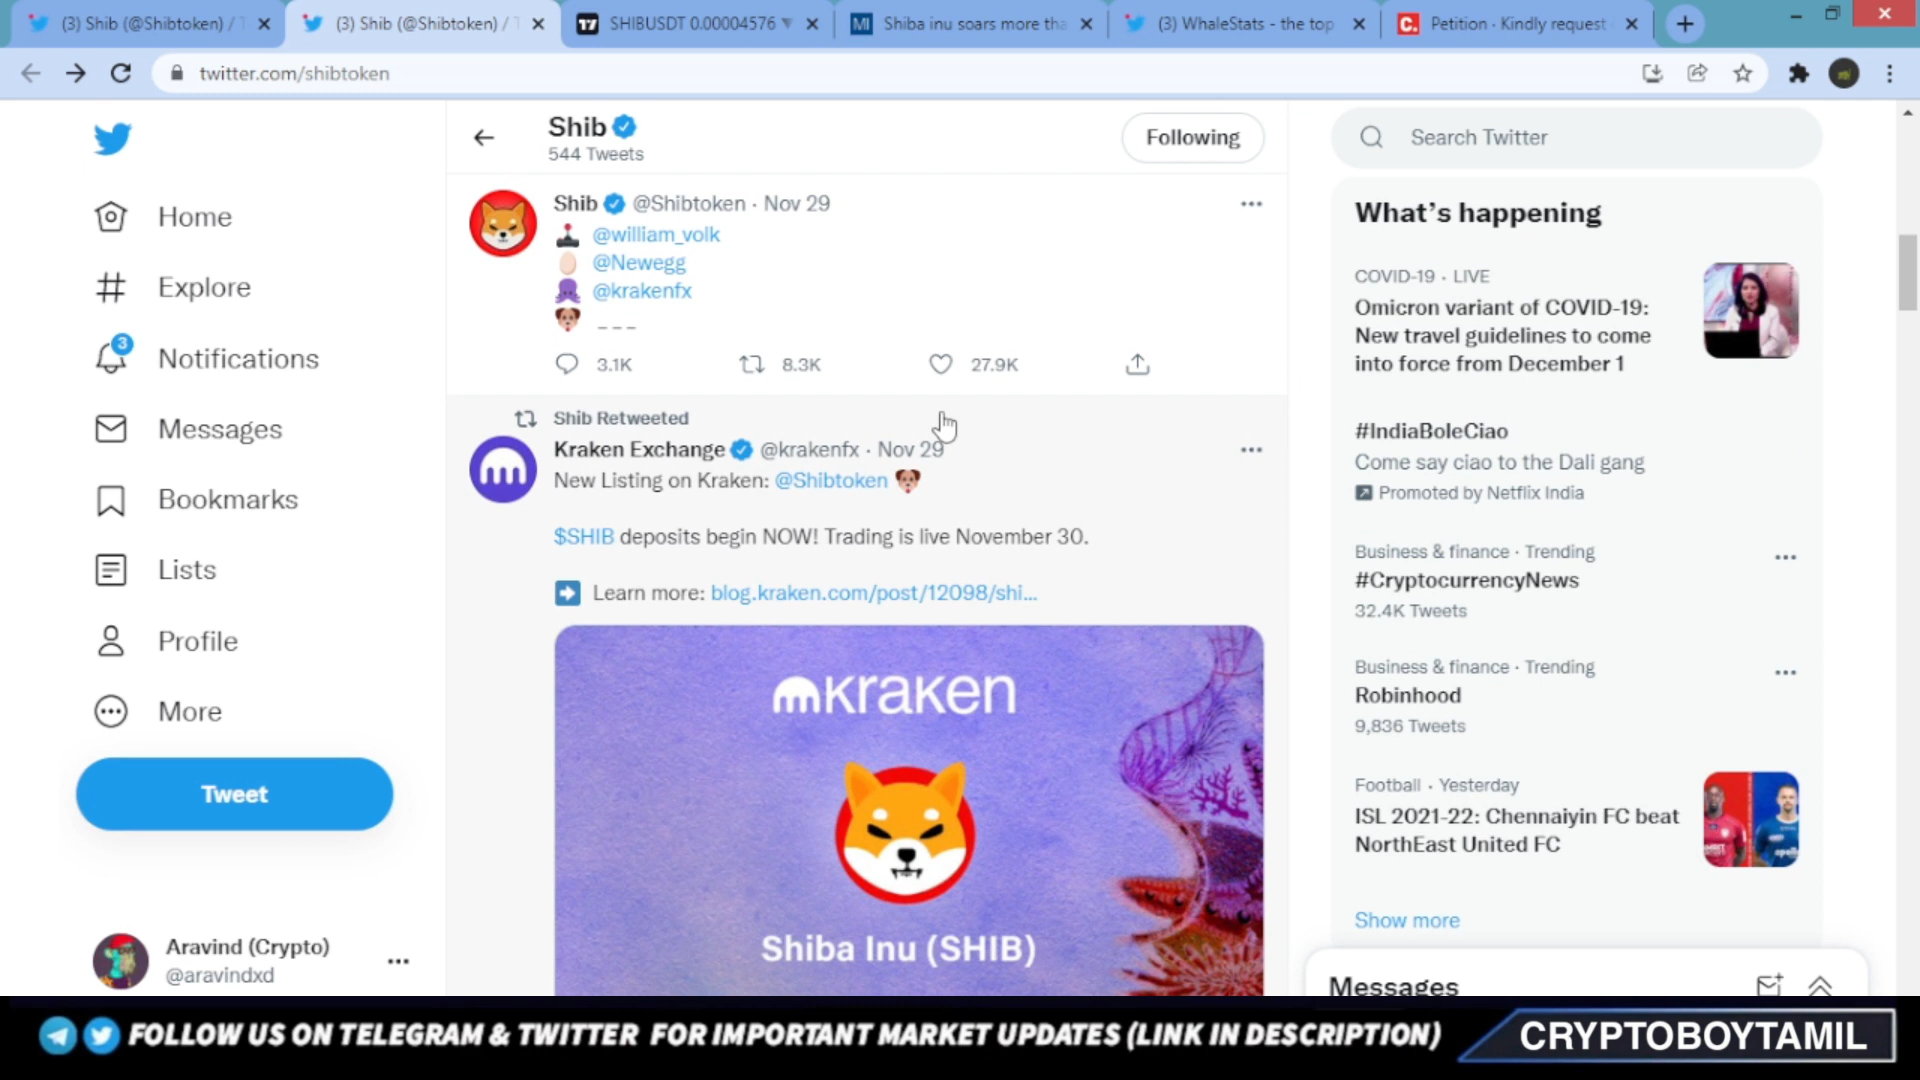 (3) Shib (@Shibtoken) / T
(3) Shib (@Shibtoken) / T
SHIBUSDT 0.00004576 ▼
Shiba inu soars more tha
(3) WhaleStats - the top
Petition · Kindly request
twitter.com/shibtoken
Home
Explore
3
Notifications
Messages
Bookmarks
Lists
Profile
More
Tweet
Aravind (Crypto)
@aravindxd
Shib
544 Tweets
Following
Shib @Shibtoken · Nov 29
@william_volk
@Newegg
@krakenfx
_ _ _
3.1K
8.3K
27.9K
Shib Retweeted
Kraken Exchange @krakenfx · Nov 29
New Listing on Kraken: @Shibtoken
$SHIB deposits begin NOW! Trading is live November 30.
Learn more: blog.kraken.com/post/12098/shi...
mkraken
Shiba Inu (SHIB)
Search Twitter
What's happening
COVID-19 · LIVE
Omicron variant of COVID-19:
New travel guidelines to come
into force from December 1
#IndiaBoleCiao
Come say ciao to the Dali gang
Promoted by Netflix India
Business & finance · Trending
#CryptocurrencyNews
32.4K Tweets
Business & finance · Trending
Robinhood
9,836 Tweets
Football · Yesterday
ISL 2021-22: Chennaiyin FC beat
NorthEast United FC
Show more
Messages
FOLLOW US ON TELEGRAM & TWITTER FOR IMPORTANT MARKET UPDATES (LINK IN DESCRIPTION)
CRYPTOBOYTAMIL